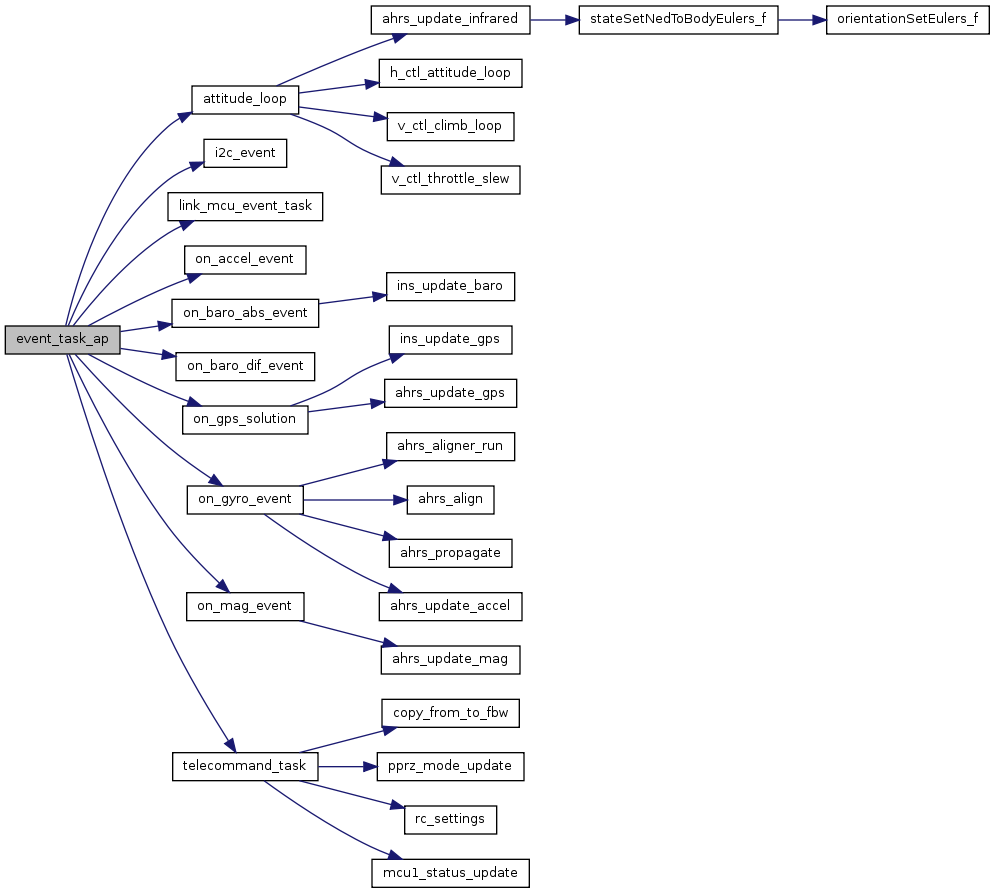 ahrs_update_infrared
stateSetNedToBodyEulers_f
orientationSetEulers_f
h_ctl_attitude_loop
attitude_loop
v_ctl_climb_loop
i2c_event
v_ctl_throttle_slew
link_mcu_event_task
on_accel_event
ins_update_baro
on_baro_abs_event
event_task_ap
ins_update_gps
on_baro_dif_event
ahrs_update_gps
on_gps_solution
ahrs_aligner_run
on_gyro_event
ahrs_align
ahrs_propagate
on_mag_event
ahrs_update_accel
ahrs_update_mag
copy_from_to_fbw
telecommand_task
pprz_mode_update
rc_settings
mcu1_status_update